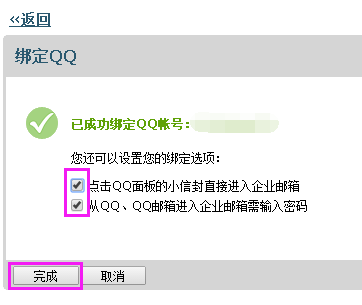 <<返回
绑定QQ
已成功绑定QQ帐号：
您还可以设置您的绑定选项：
点击QQ面板的小信封直接进入企业邮箱
从QQ、QQ邮箱进入企业邮箱需输入密码
完成 取消